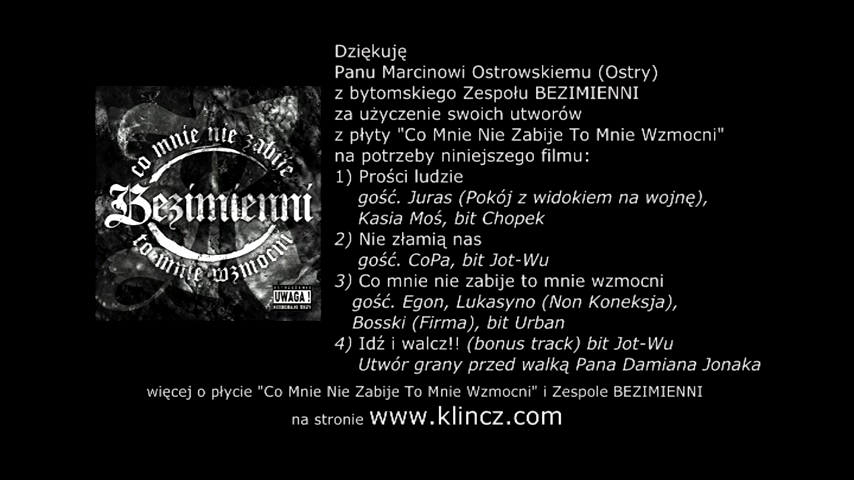 Dziękuję
Panu Marcinowi Ostrowskiemu (Ostry)
z bytomskiego Zespołu BEZIMIENNI
za użyczenie swoich utworów
z płyty "Co Mnie Nie Zabije To Mnie Wzmocni"
na potrzeby niniejszego filmu:
1) Prości ludzie
gość. Juras (Pokój z widokiem na wojnę),
Kasia Moś, bit Chopek
2) Nie złamią nas
gość. CoPa, bit Jot-Wu
3) Co mnie nie zabije to mnie wzmocni
gość. Egon, Lukasyno (Non Koneksja),
Bosski (Firma), bit Urban
4) Idź i walcz!! (bonus track) bit Jot-Wu
Utwór grany przed walką Pana Damiana Jonaka
co mnie nie zabije
Bezimienni
to mnie wzmocni
UWAGA!
więcej o płycie "Co Mnie Nie Zabije To Mnie Wzmocni" i Zespole BEZIMIENNI
na stronie www.klincz.com